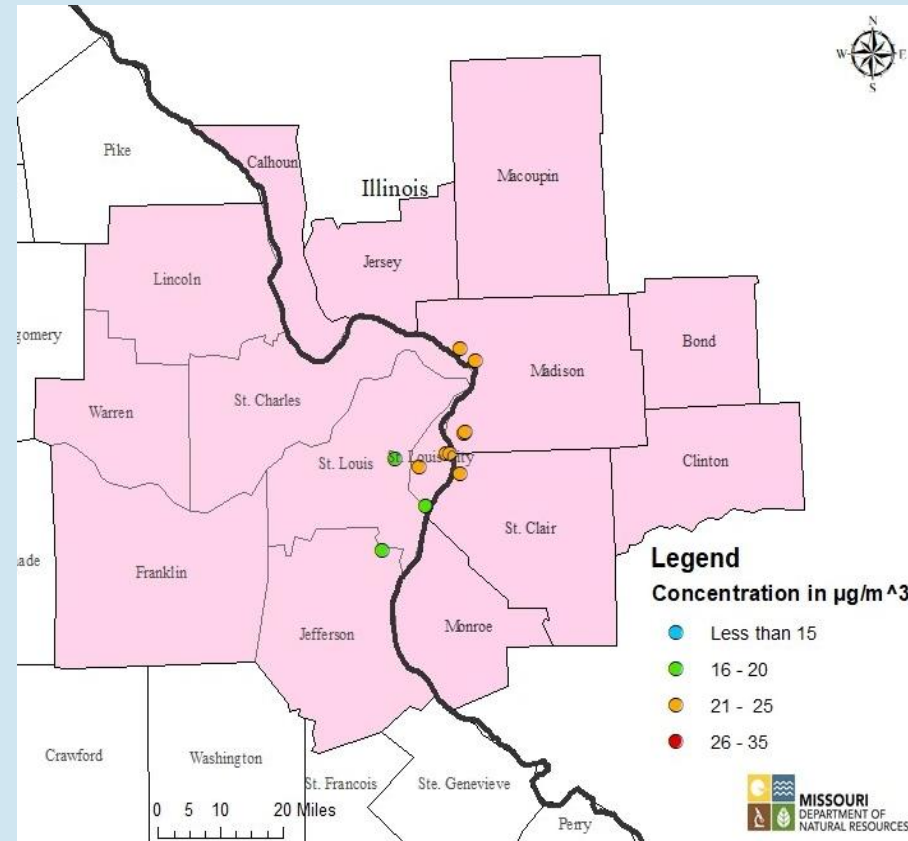 N
W
E
S
Pike
Calhoun
Illinois
Macoupin
Lincoln
Jersey
gomery
Bond
Madison
Warren
St. Charles
St. Louis
St. Louis City
Clinton
St. Clair
ade
Franklin
Legend
Concentration in µg/m^3
Jefferson
Monroe
Less than 15
16 - 20
21 - 25
26 - 35
Crawford
Washington
St. Francois
Ste. Genevieve
Perry
0 5 10 20 Miles
MISSOURI
DEPARTMENT OF
NATURAL RESOURCES